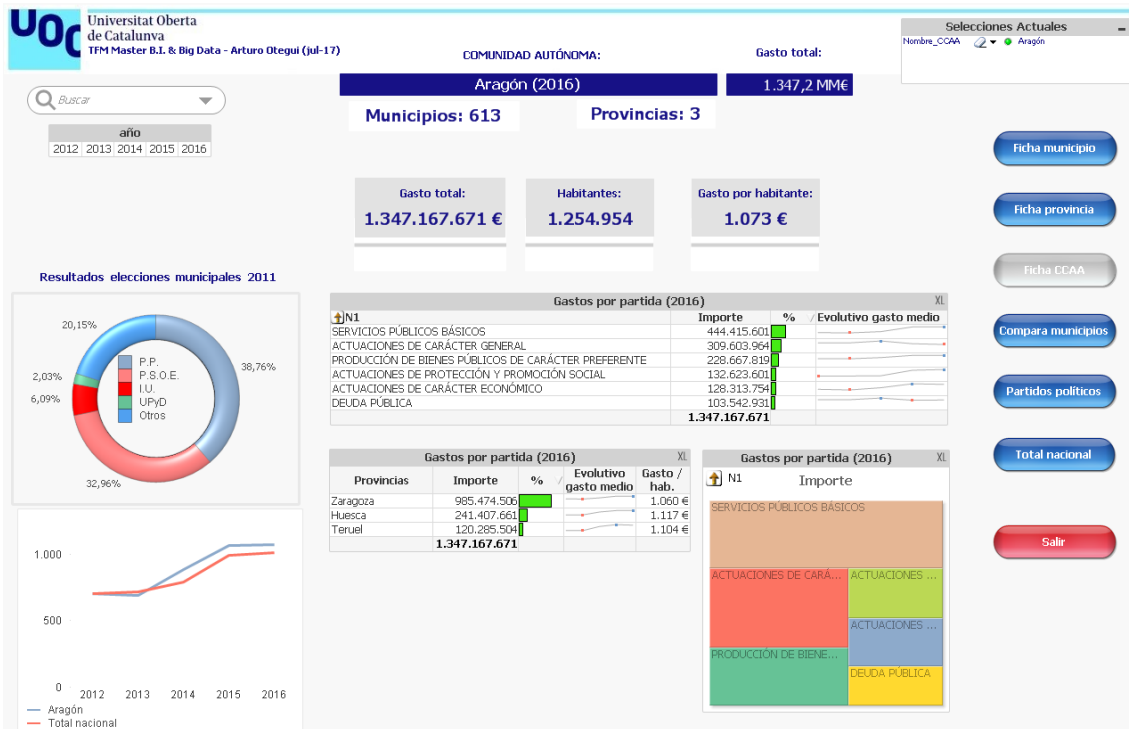 UOC
Universitat Oberta
de Catalunya
TFM Master B.I. & Big Data - Arturo Otegui (jul-17)
COMUNIDAD AUTÓNOMA:
Gasto total:
Selecciones Actuales
Nombre_CCAA Aragón
Aragón (2016)
1.347,2 MM€
Municipios: 613
Provincias: 3
Buscar
año
2012 2013 2014 2015 2016
Ficha municipio
Ficha provincia
Ficha CCAA
Compara municipios
Partidos políticos
Total nacional
Salir
Gasto total:
1.347.167.671 €
Habitantes:
1.254.954
Gasto por habitante:
1.073 €
Resultados elecciones municipales 2011
20,15%
38,76%
2,03%
6,09%
32,96%
P.P.
P.S.O.E.
I.U.
UPyD
Otros
Gastos por partida (2016) XL
N1 Importe % Evolutivo gasto medio
SERVICIOS PÚBLICOS BÁSICOS 444.415.601
ACTUACIONES DE CARÁCTER GENERAL 309.603.964
PRODUCCIÓN DE BIENES PÚBLICOS DE CARÁCTER PREFERENTE 228.667.819
ACTUACIONES DE PROTECCIÓN Y PROMOCIÓN SOCIAL 132.623.601
ACTUACIONES DE CARÁCTER ECONÓMICO 128.313.754
DEUDA PÚBLICA 103.542.931
1.347.167.671
Gastos por partida (2016) XL
Provincias Importe % Evolutivo gasto medio Gasto / hab.
Zaragoza 985.474.506 1.060 €
Huesca 241.407.661 1.117 €
Teruel 120.285.504 1.104 €
1.347.167.671
Gastos por partida (2016) XL
N1 Importe
SERVICIOS PÚBLICOS BÁSICOS
ACTUACIONES DE CARÁ...
ACTUACIONES ...
ACTUACIONES ...
PRODUCCIÓN DE BIENE...
DEUDA PÚBLICA
1.000
500
0
2012 2013 2014 2015 2016
Aragón
Total nacional